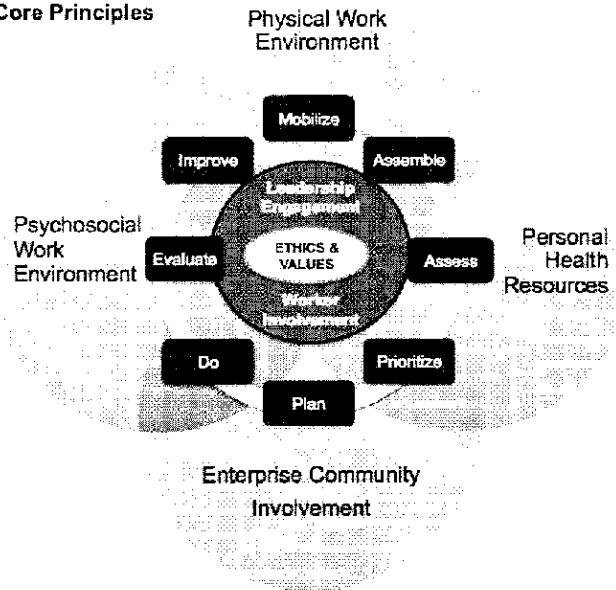 Core Principles
Physical Work
Environment
Mobilize
Improve
Assemble
Leadership
Engagement
Psychosocial
Work
Environment
Evaluate
ETHICS &
VALUES
Assess
Personal
Health
Resources
Worker
Involvement
Do
Prioritize
Plan
Enterprise Community
Involvement